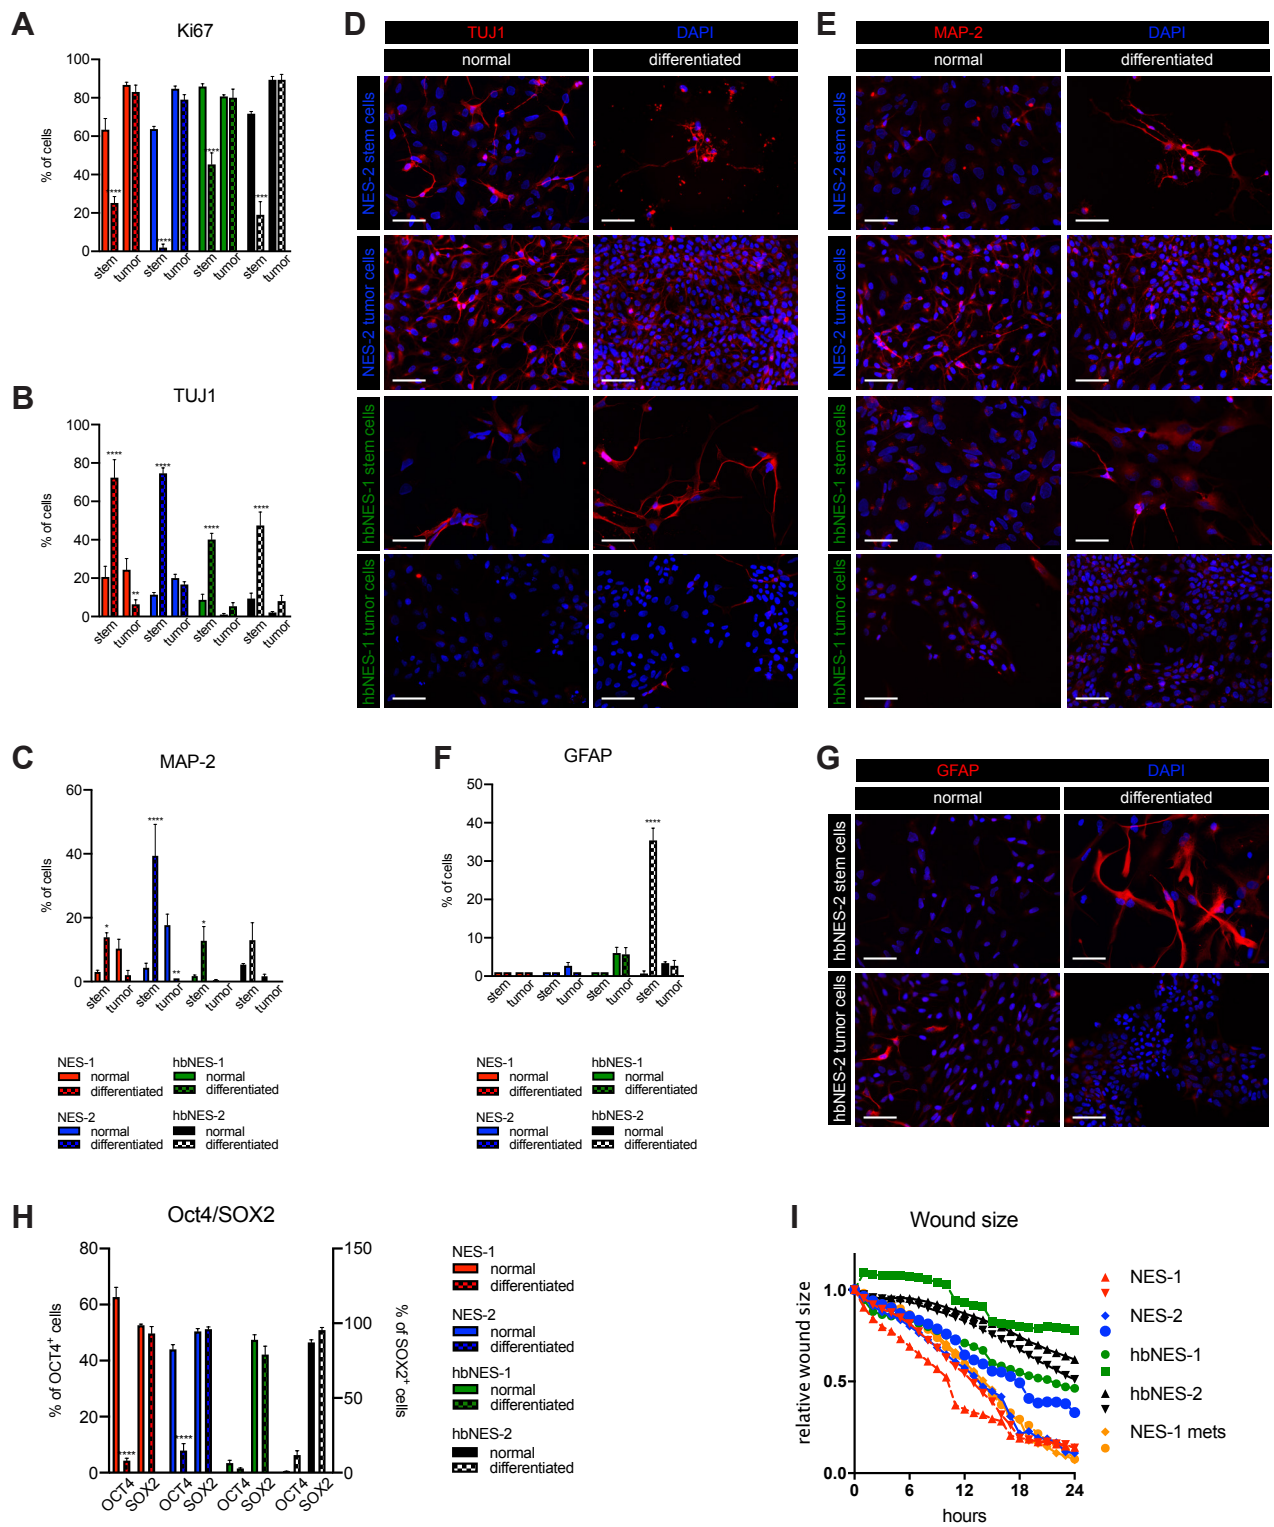 A
Ki67
% of cells
100
80
60
40
20
0
***
****
****
***
stem
tumor
stem
tumor
stem
tumor
stem
tumor
B
TUJ1
% of cells
100
80
60
40
20
0
****
**
****
****
****
stem
tumor
stem
tumor
stem
tumor
stem
tumor
C
MAP-2
% of cells
60
40
20
0
*
****
**
*
stem
tumor
stem
tumor
stem
tumor
stem
tumor
NES-1
normal
differentiated
NES-2
normal
differentiated
hbNES-1
normal
differentiated
hbNES-2
normal
differentiated
D
TUJ1 DAPI
normal differentiated
NES-2 stem cells
NES-2 tumor cells
hbNES-1 stem cells
hbNES-1 tumor cells
E
MAP-2 DAPI
normal differentiated
NES-2 stem cells
NES-2 tumor cells
hbNES-1 stem cells
hbNES-1 tumor cells
F
GFAP
% of cells
50
40
30
20
10
0
****
stem
tumor
stem
tumor
stem
tumor
stem
tumor
NES-1
normal
differentiated
NES-2
normal
differentiated
hbNES-1
normal
differentiated
hbNES-2
normal
differentiated
G
GFAP DAPI
normal differentiated
hbNES-2 stem cells
hbNES-2 tumor cells
H
Oct4/SOX2
% of OCT4+ cells
80
60
40
20
0
****
****
150
100
50
0
% of SOX2+ cells
OCT4
SOX2
OCT4
SOX2
OCT4
SOX2
OCT4
SOX2
NES-1
normal
differentiated
NES-2
normal
differentiated
hbNES-1
normal
differentiated
hbNES-2
normal
differentiated
I
Wound size
relative wound size
1.0
0.5
0.0
0 6 12 18 24
hours
NES-1
NES-2
hbNES-1
hbNES-2
NES-1 mets